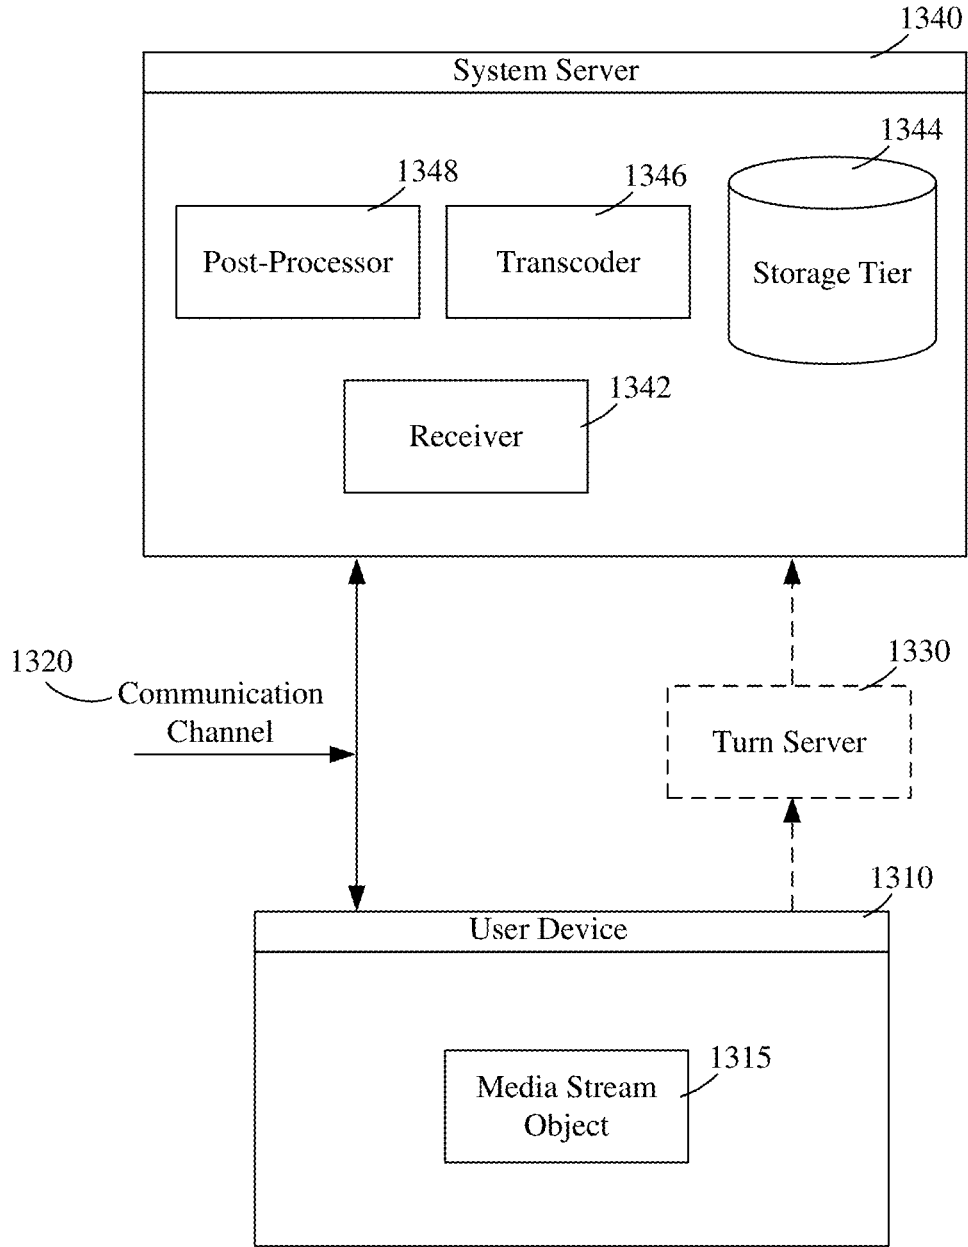 1340
System Server
1344
1348
1346
Post-Processor
Transcoder
Storage Tier
1342
Receiver
1320
Communication
Channel
1330
Turn Server
1310
User Device
1315
Media Stream
Object